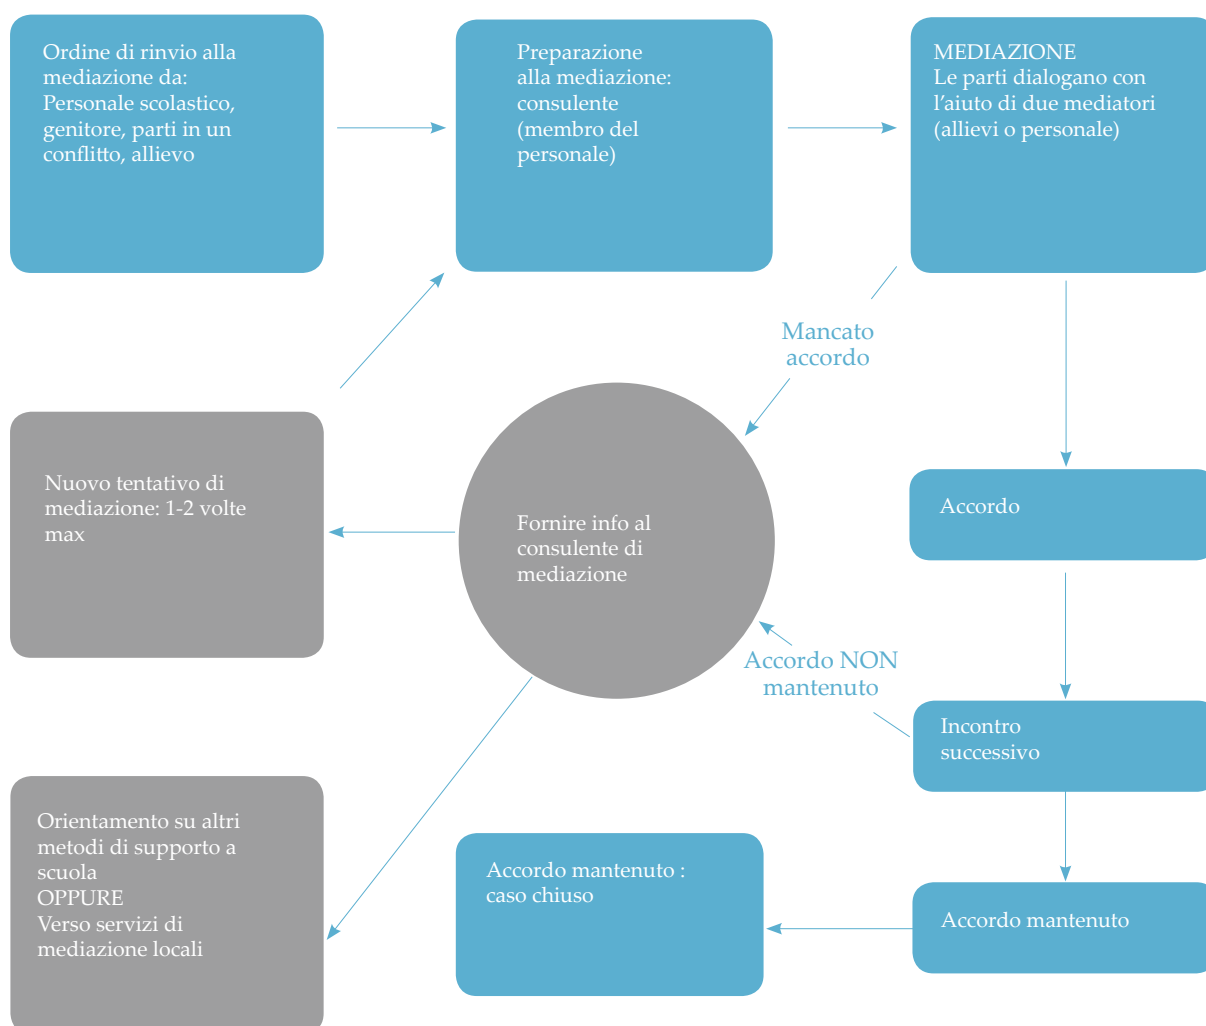 Ordine di rinvio alla
mediazione da:
Personale scolastico,
genitore, parti in un
conflitto, allievo
Preparazione
alla mediazione:
consulente
(membro del
personale)
MEDIAZIONE
Le parti dialogano con
l'aiuto di due mediatori
(allievi o personale)
Mancato
accordo
Nuovo tentativo di
mediazione: 1-2 volte
max
Fornire info al
consulente di
mediazione
Accordo
Accordo NON
mantenuto
Incontro
successivo
Orientamento su altri
metodi di supporto a
scuola
OPPURE
Verso servizi di
mediazione locali
Accordo mantenuto :
caso chiuso
Accordo mantenuto